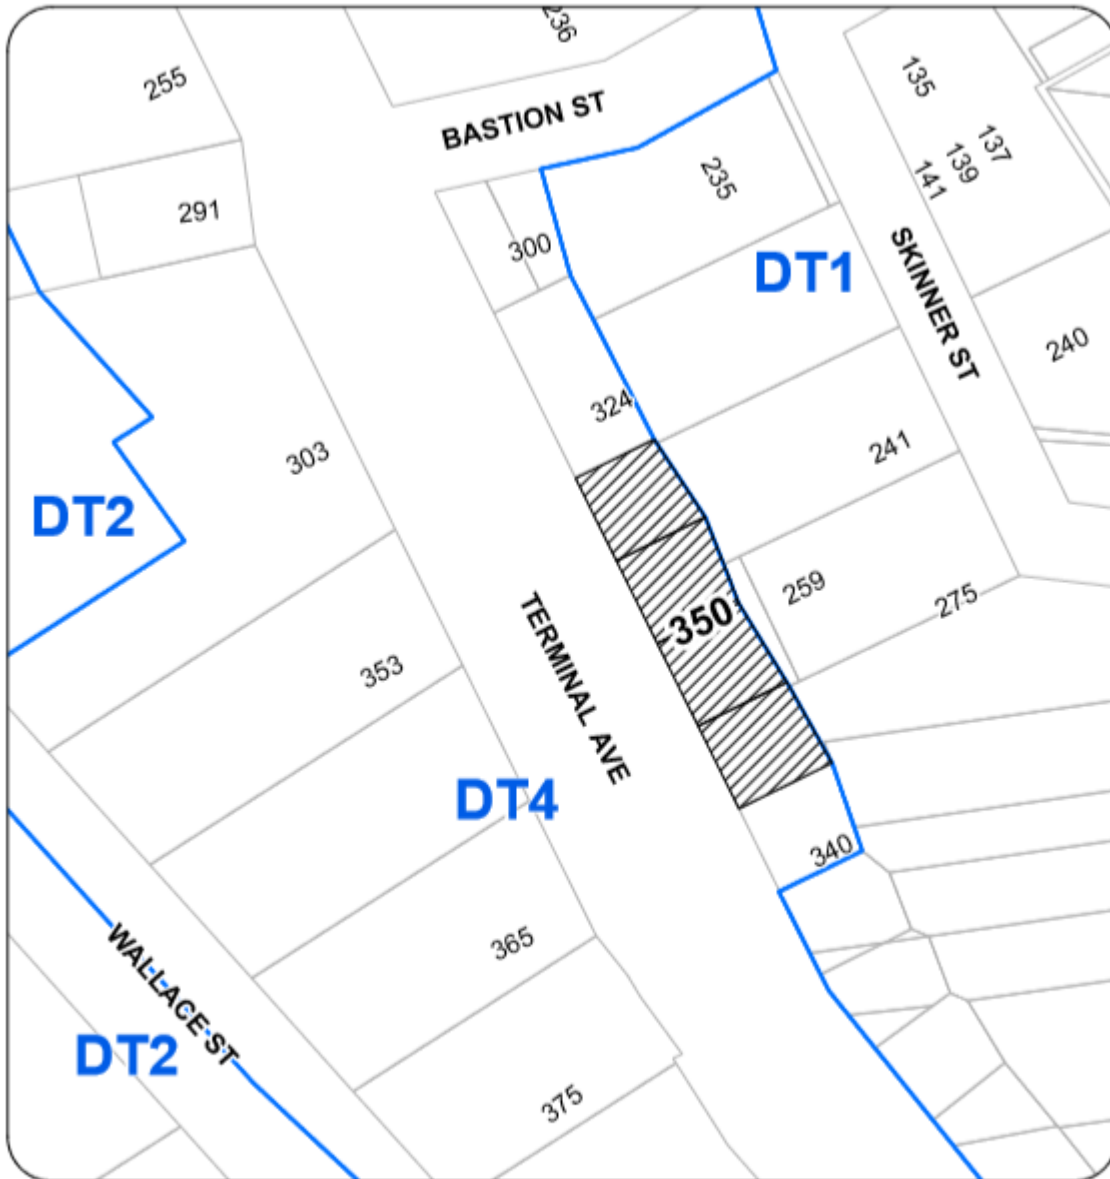 236
255
135
BASTION ST
137
139
141
235
291
300
DT1
SKINNER ST
240
324
241
303
DT2
259
275
350
TERMINAL AVE
353
DT4
340
365
WALLACE ST
DT2
375